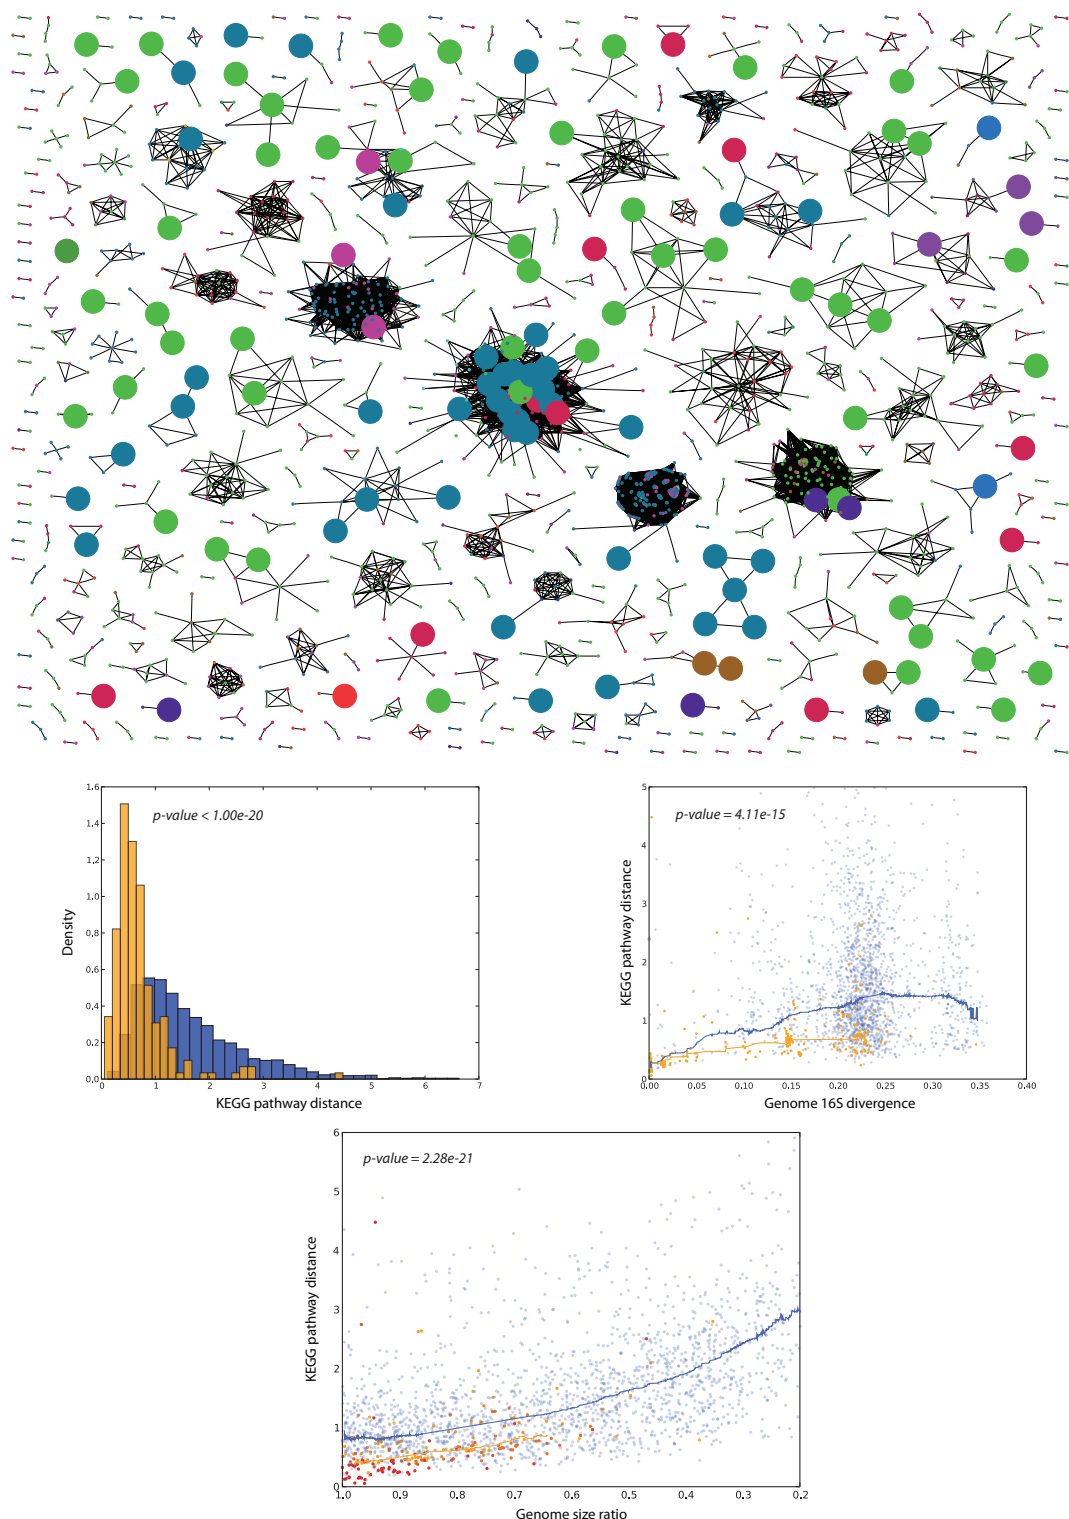 p-value < 1.00e-20
1.6
1.4
1.2
1.0
0.8
0.6
0.4
0.2
0.0
Density
0 1 2 3 4 5 6 7
KEGG pathway distance
p-value = 4.11e-15
5
4
3
2
1
0
KEGG pathway distance
0.00 0.05 0.10 0.15 0.20 0.25 0.30 0.35 0.40
Genome 16S divergence
p-value = 2.28e-21
6
5
4
3
2
1
0
KEGG pathway distance
1.0 0.9 0.8 0.7 0.6 0.5 0.4 0.3 0.2
Genome size ratio